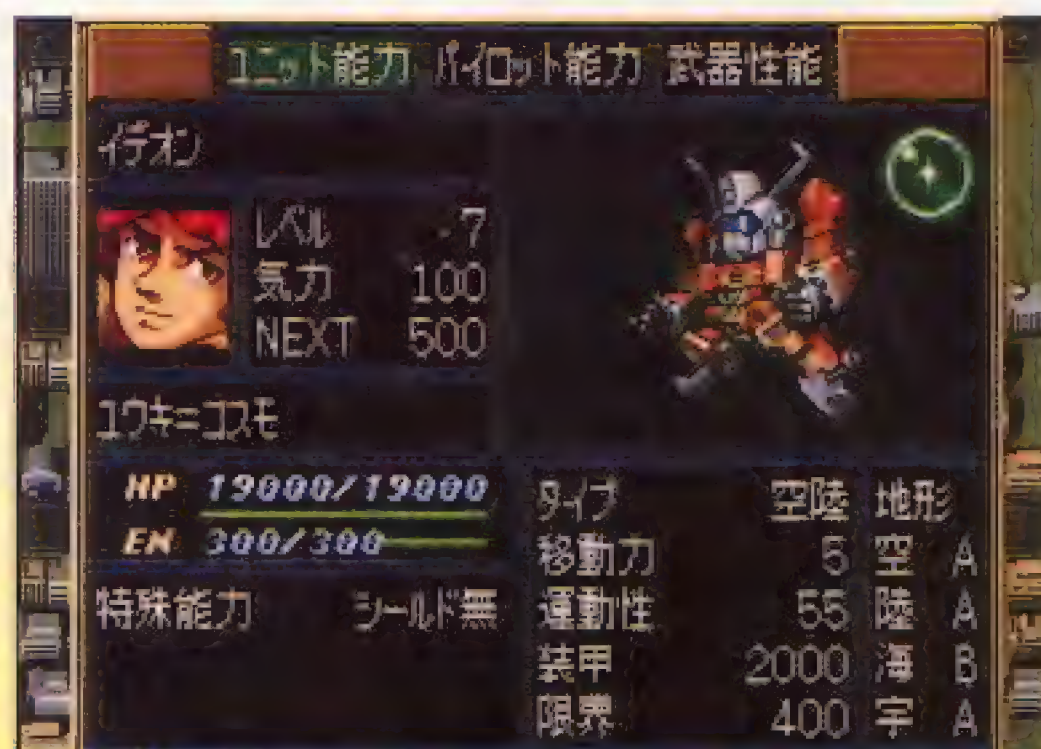 ユニット能力 パイロット能力 武器性能
イデオン
レベル 7
気力 100
NEXT 500
ユウキ=コスモ
HP 19000/19000
EN 300/300
特殊能力 シールド無
タイプ 空陸
移動力 5
運動性 55
装甲 2000
限界 400
地形
空 A
陸 A
海 B
宇 A